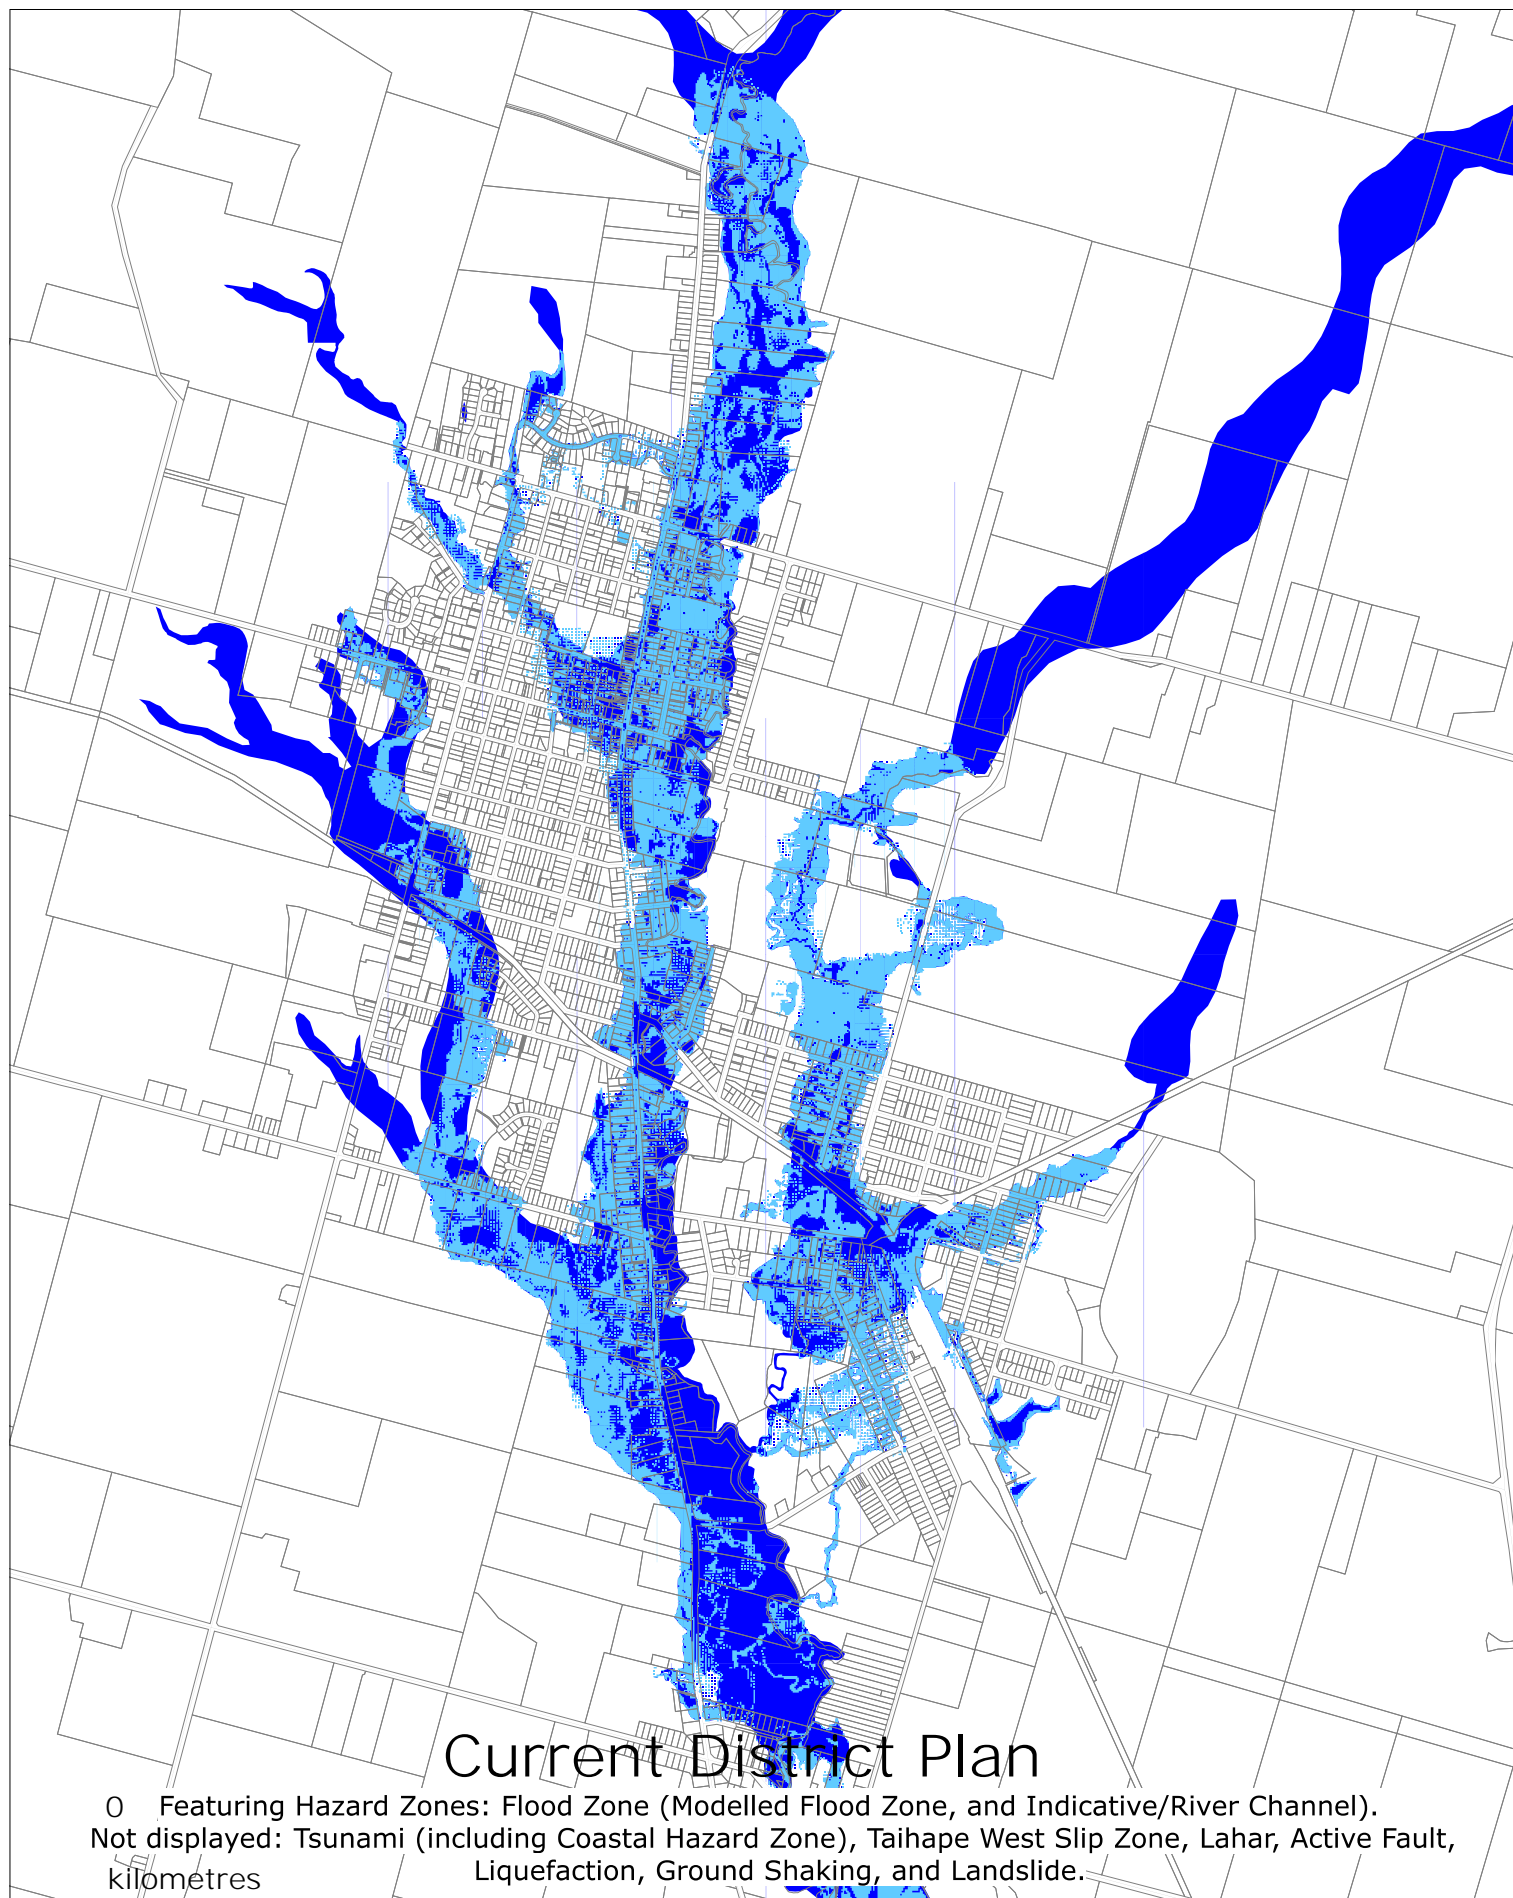 Current District Plan
0
Featuring Hazard Zones: Flood Zone (Modelled Flood Zone, and Indicative/River Channel).
Not displayed: Tsunami (including Coastal Hazard Zone), Taihape West Slip Zone, Lahar, Active Fault,
Liquefaction, Ground Shaking, and Landslide.
kilometres